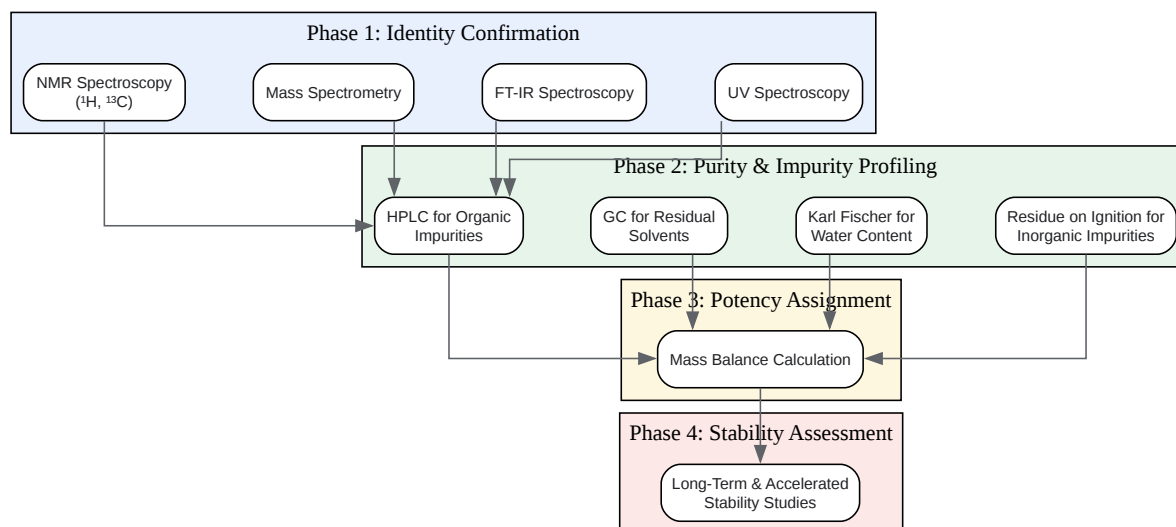 Phase 1: Identity Confirmation
NMR Spectroscopy
(¹H, ¹³C)
Mass Spectrometry
FT-IR Spectroscopy
UV Spectroscopy
Phase 2: Purity & Impurity Profiling
HPLC for Organic
Impurities
GC for Residual
Solvents
Karl Fischer for
Water Content
Residue on Ignition for
Inorganic Impurities
Phase 3: Potency Assignment
Mass Balance Calculation
Phase 4: Stability Assessment
Long-Term & Accelerated
Stability Studies